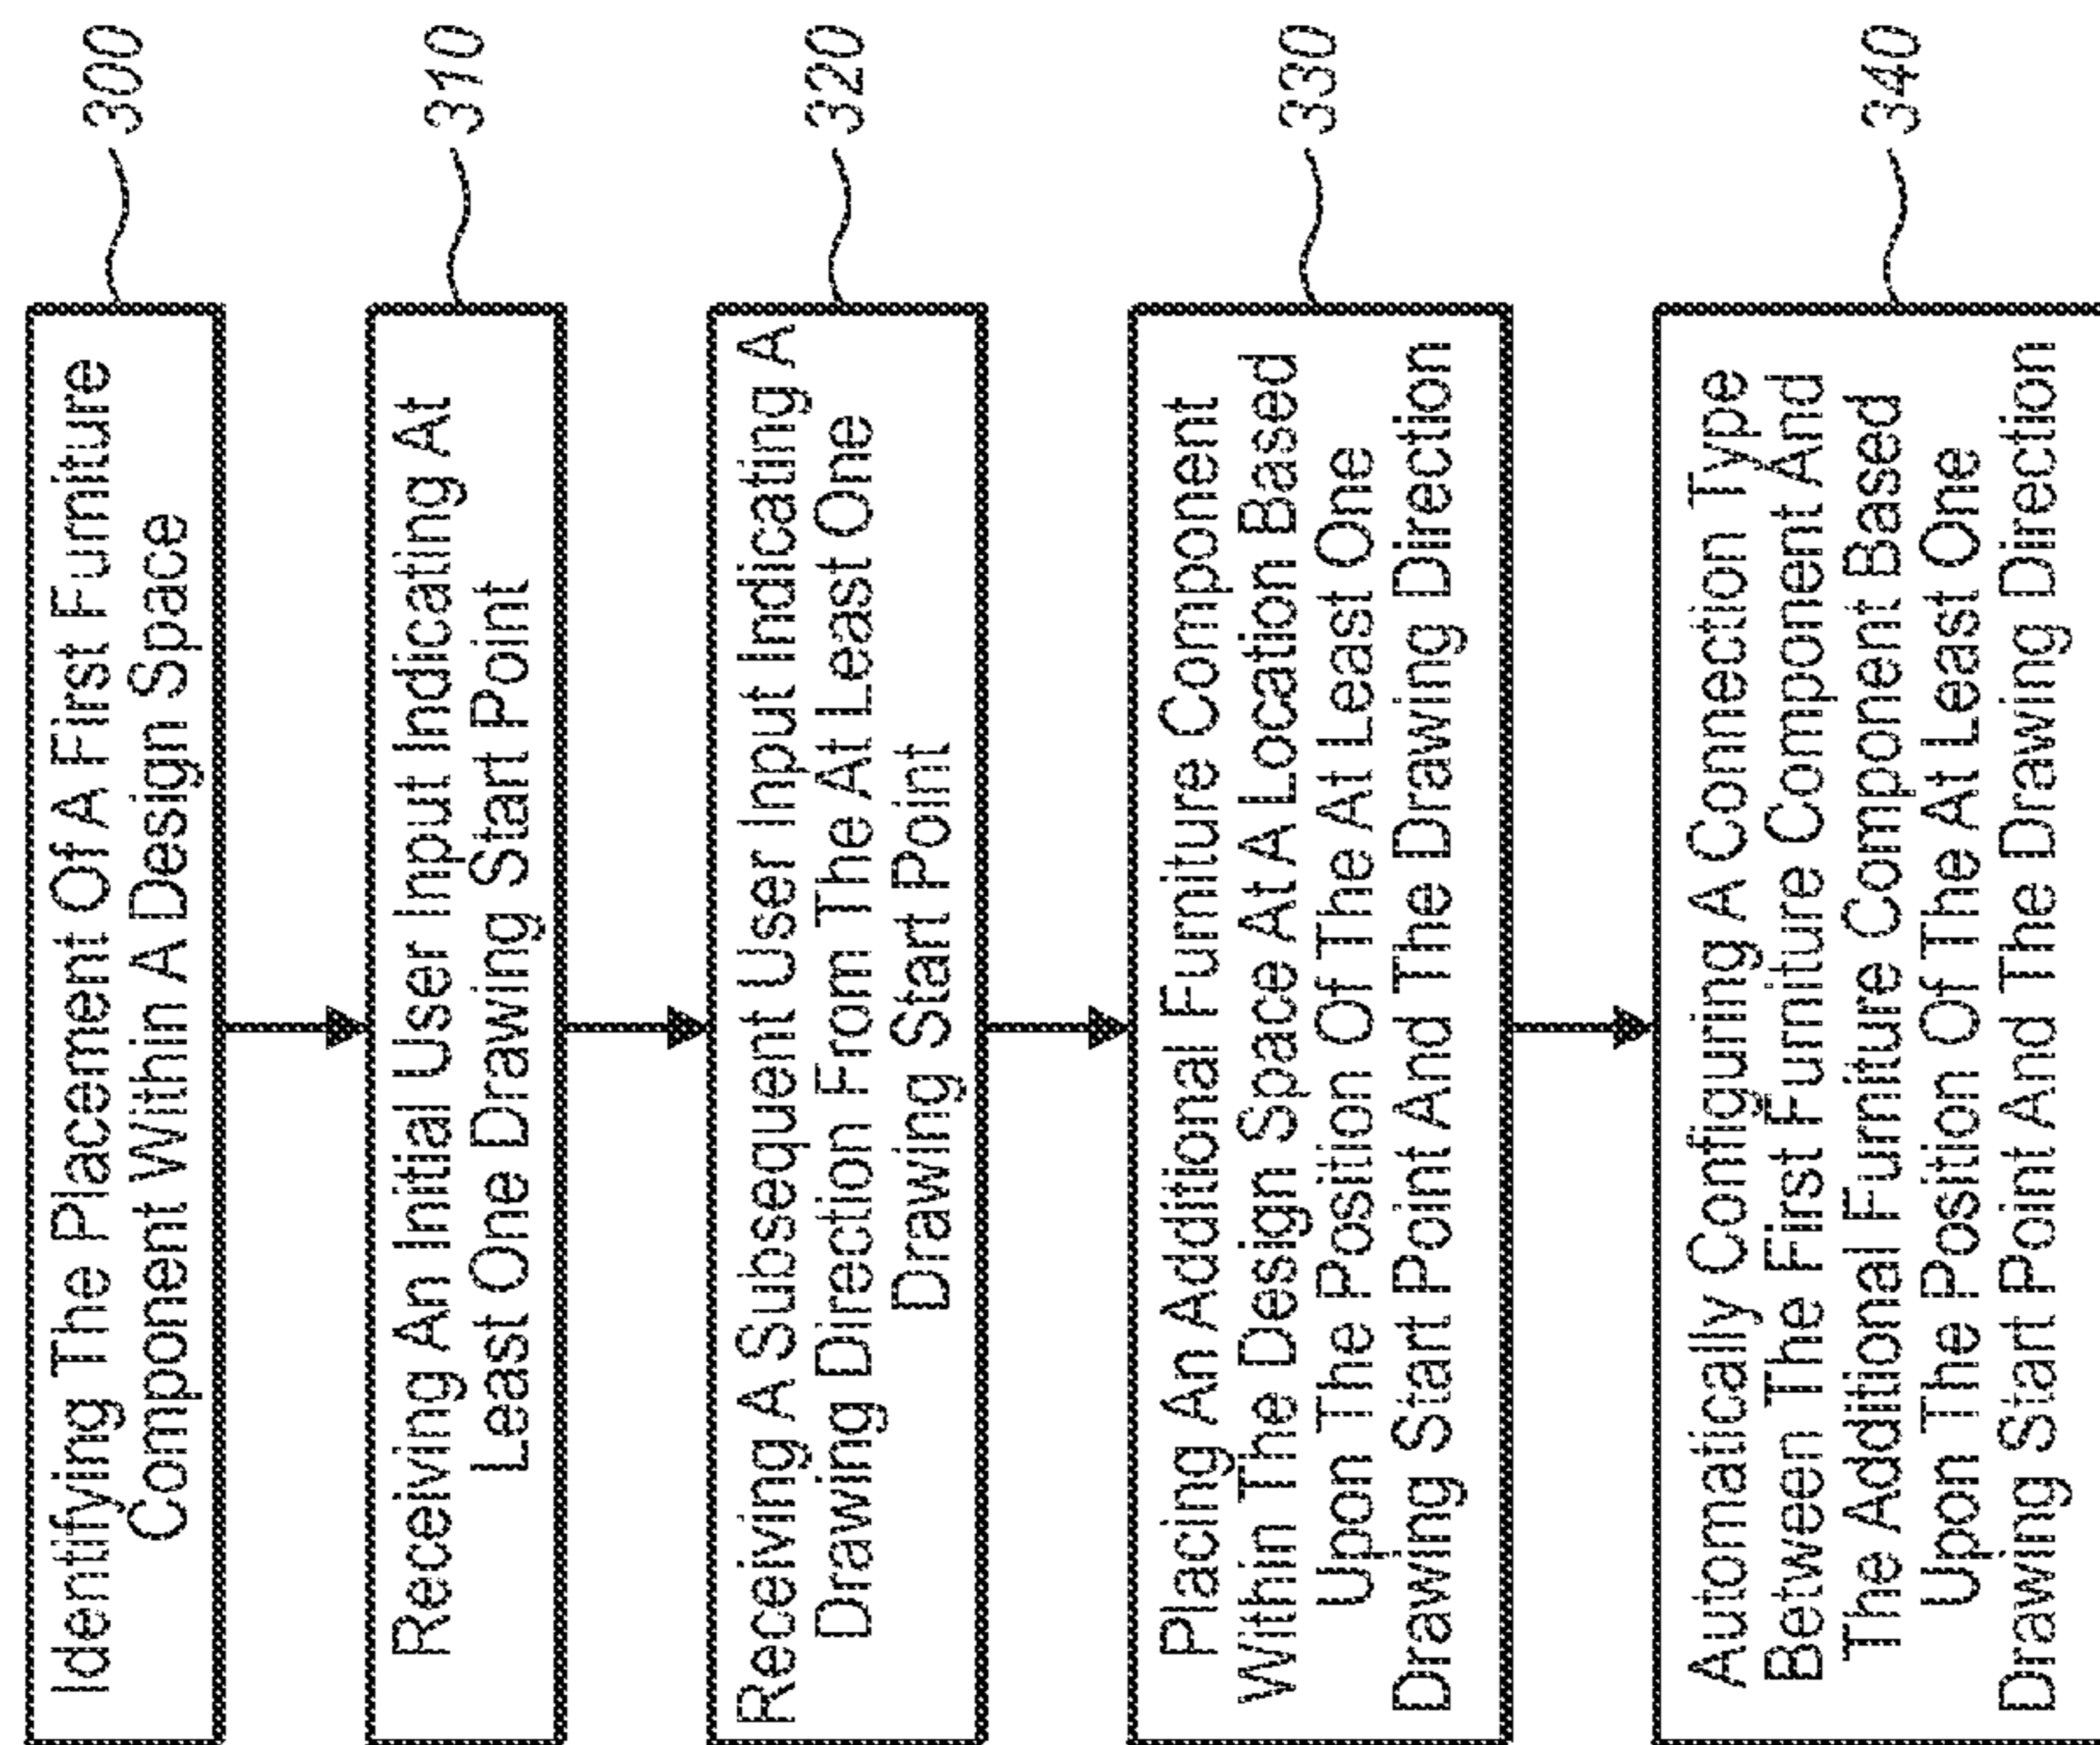 Identifying The Placement Of A First Furniture
Component Within A Design Space
300
Receiving An Initial User Input Indicating At
Least One Drawing Start Point
310
Receiving A Subsequent User Input Indicating A
Drawing Direction From The At Least One
Drawing Start Point
320
Placing An Additional Furniture Component
Within The Design Space At A Location Based
Upon The Position Of The At Least One
Drawing Start Point And The Drawing Direction
330
Automatically Configuring A Connection Type
Between The First Furniture Component And
The Additional Furniture Component Based
Upon The Position Of The At Least One
Drawing Start Point And The Drawing Direction
340